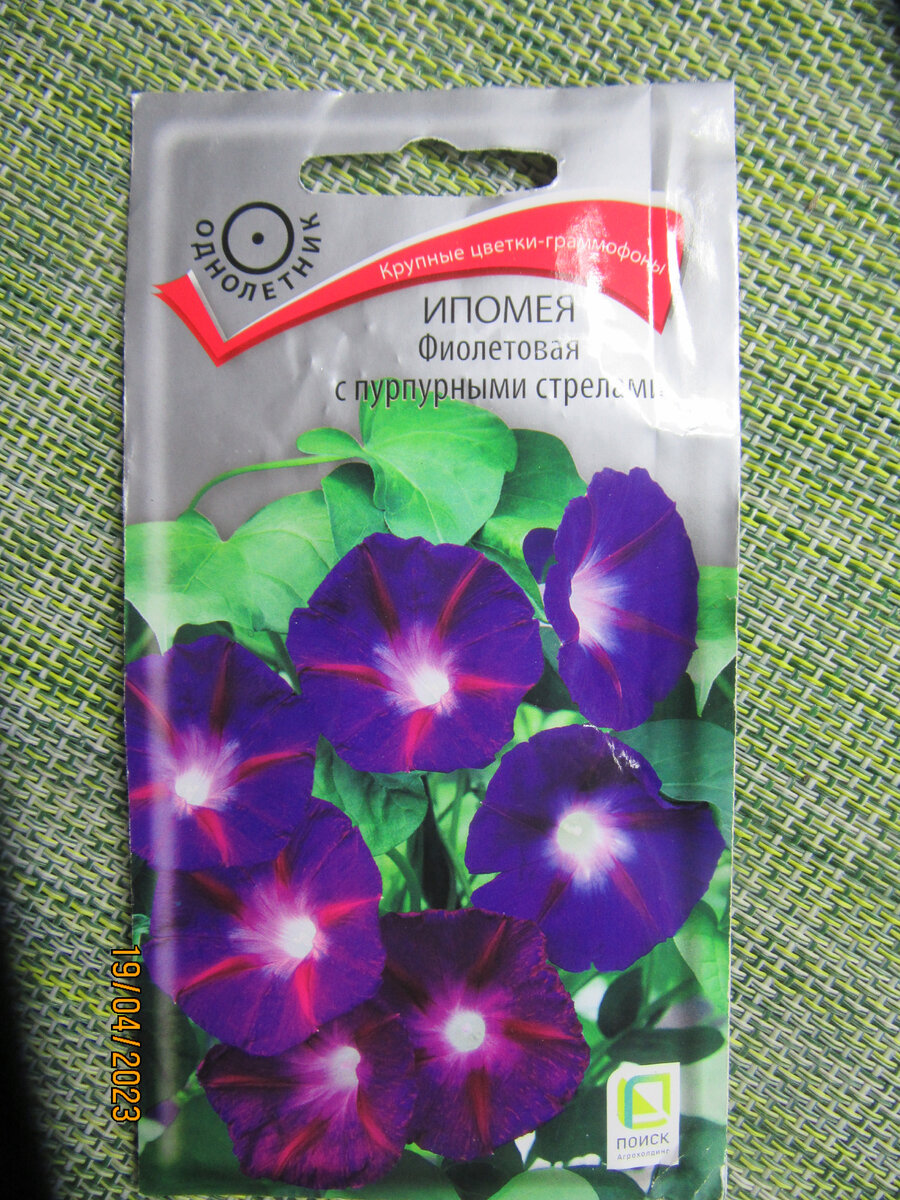 ОДНОЛЕТНИК
Крупные цветки-граммофоны
ИПОМЕЯ
Фиолетовая
с пурпурными стрелами
19/04/2023
ПОИСК
Агрохолдинг